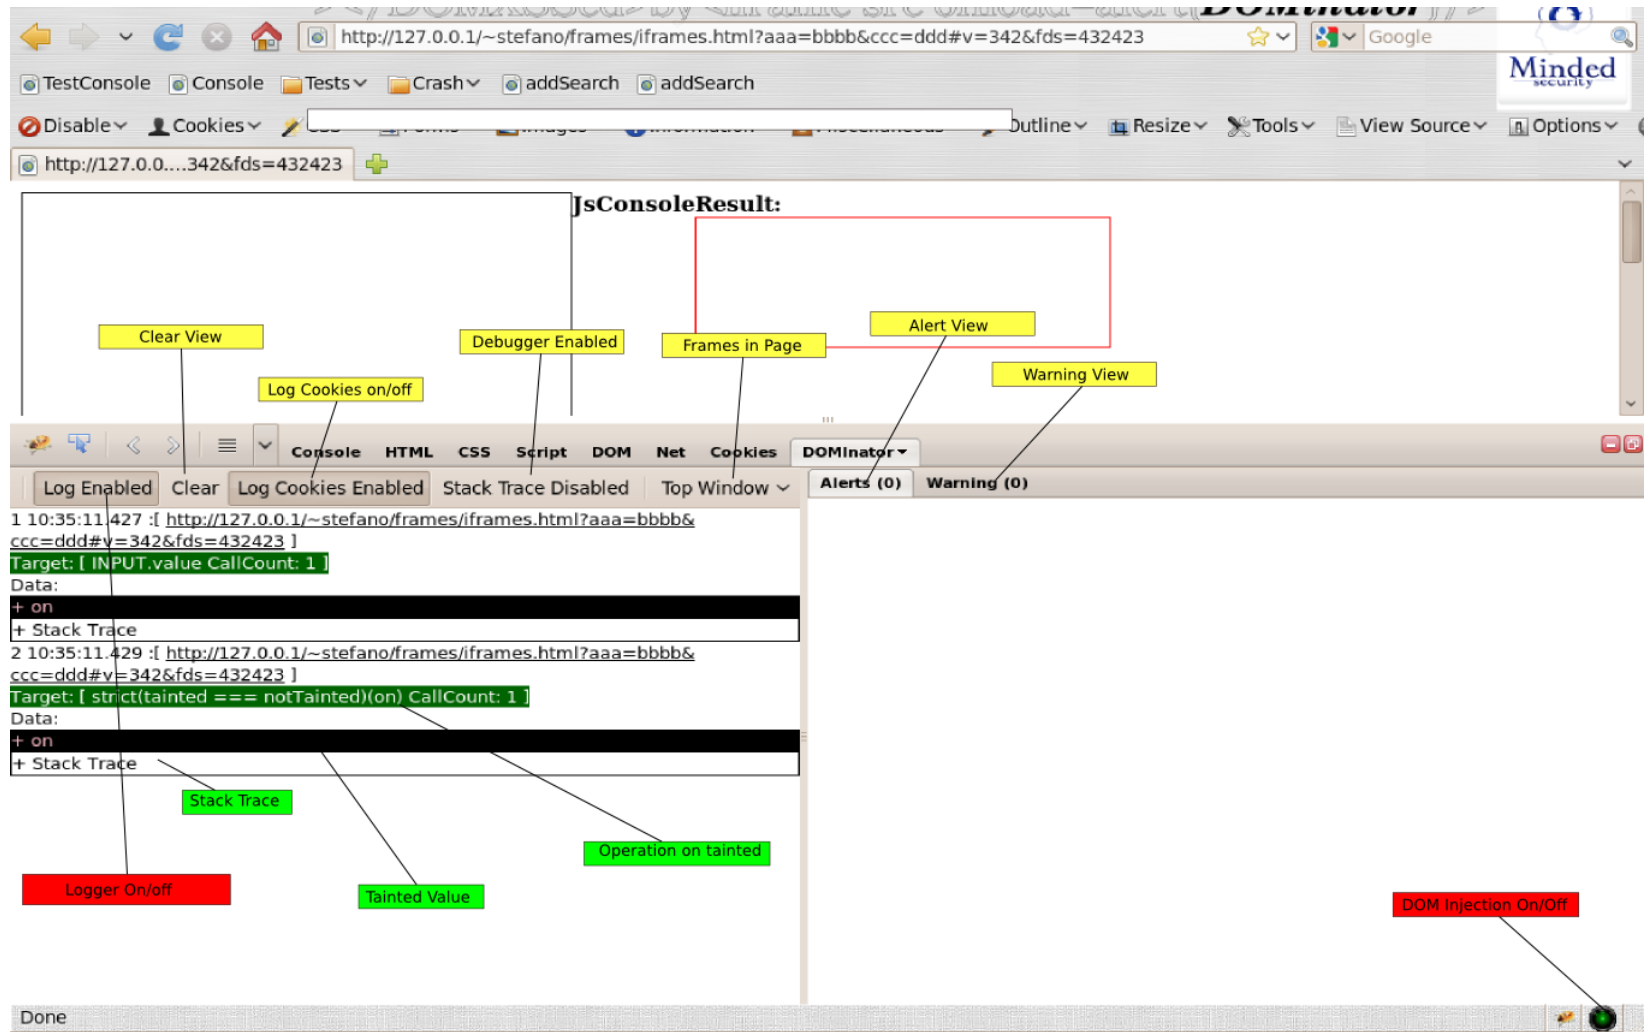 DOMinator
http://127.0.0.1/~stefano/frames/iframes.html?aaa=bbbb&ccc=ddd#v=342&fds=432423
Google
Minded
security
TestConsole Console Tests Crash addSearch addSearch
Disable Cookies Outline Resize Tools View Source Options
http://127.0.0....342&fds=432423
JsConsoleResult:
Clear View
Debugger Enabled
Frames in Page
Alert View
Log Cookies on/off
Warning View
Console HTML CSS Script DOM Net Cookies DOMInator
Log Enabled Clear Log Cookies Enabled Stack Trace Disabled Top Window
Alerts (0) Warning (0)
1 10:35:11.427 :[ http://127.0.0.1/~stefano/frames/iframes.html?aaa=bbbb&
ccc=ddd#v=342&fds=432423 ]
Target: [ INPUT.value CallCount: 1 ]
Data:
+ on
+ Stack Trace
2 10:35:11.429 :[ http://127.0.0.1/~stefano/frames/iframes.html?aaa=bbbb&
ccc=ddd#v=342&fds=432423 ]
Target: [ strict(tainted === notTainted)(on) CallCount: 1 ]
Data:
+ on
+ Stack Trace
Stack Trace
Operation on tainted
Logger On/off
Tainted Value
DOM Injection On/Off
Done